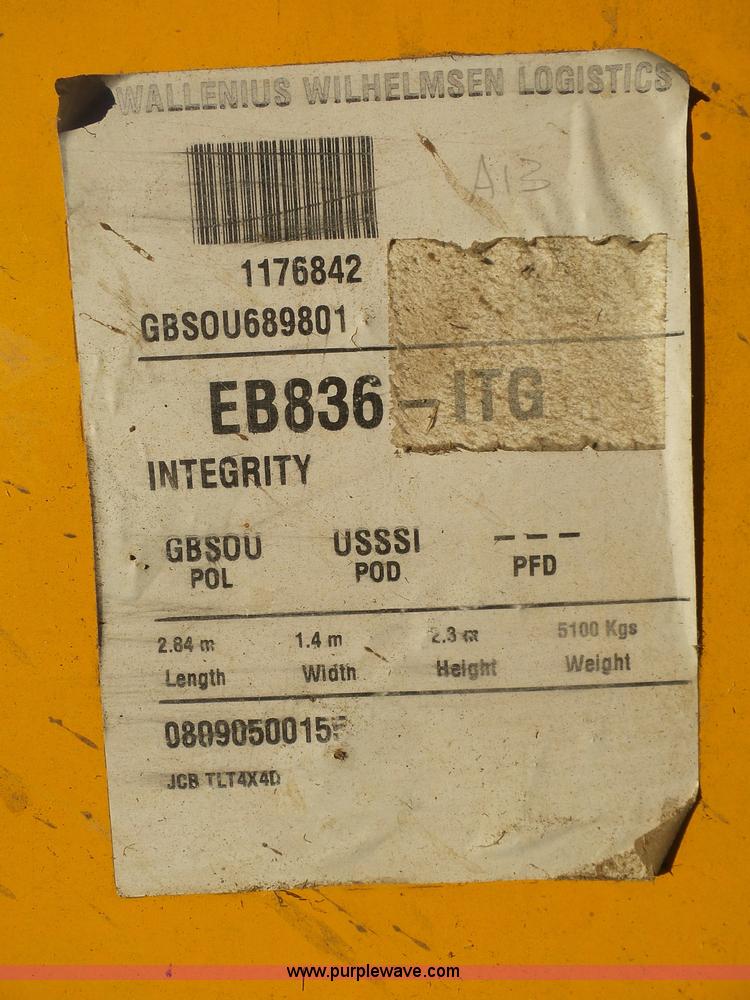 WALLENIUS WILHELMSEN LOGISTICS
A13
1176842
GBSOU689801
EB836-ITG
INTEGRITY
GBSOU USSSI ---
POL POD PFD
2.84 m 1.4 m 2.3 m 5100 Kgs
Length Width Height Weight
JCB TLT4X4D
www.purplewave.com